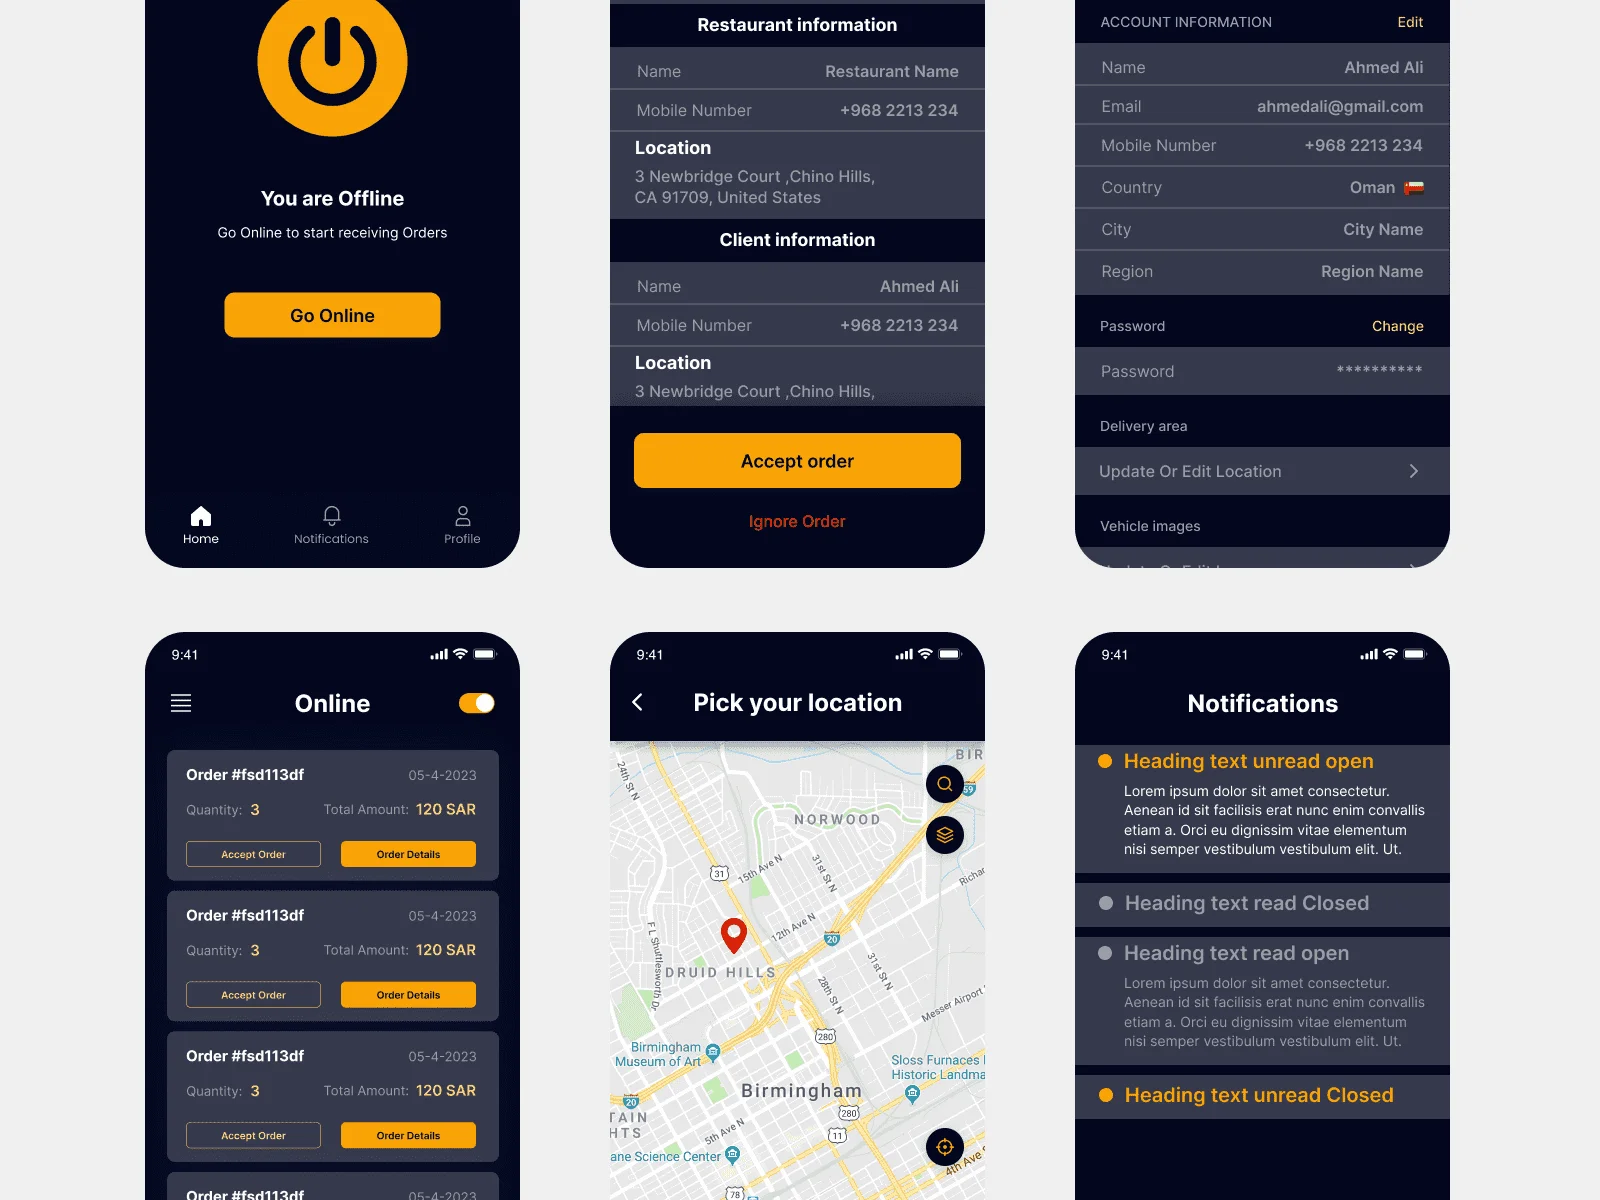 You are Offline
Go Online to start receiving Orders
Go Online
Home
Notifications
Profile
Restaurant information
Name Restaurant Name
Mobile Number +968 2213 234
Location
3 Newbridge Court ,Chino Hills,
CA 91709, United States
Client information
Name Ahmed Ali
Mobile Number +968 2213 234
Location
3 Newbridge Court ,Chino Hills,
Accept order
Ignore Order
ACCOUNT INFORMATION Edit
Name Ahmed Ali
Email ahmedali@gmail.com
Mobile Number +968 2213 234
Country Oman
City City Name
Region Region Name
Password Change
Password **********
Delivery area
Update Or Edit Location
Vehicle images
9:41
Online
Order #fsd113df 05-4-2023
Quantity: 3 Total Amount: 120 SAR
Accept Order Order Details
Order #fsd113df 05-4-2023
Quantity: 3 Total Amount: 120 SAR
Accept Order Order Details
Order #fsd113df 05-4-2023
Quantity: 3 Total Amount: 120 SAR
Accept Order Order Details
Order #fsd113df 05-4-2023
9:41
Pick your location
BIR
24th St N
59
NORWOOD
31
15th Ave N
31st St N
Richar
F L Shuttlesworth Dr
12th Ave N
20
DRUID HILLS
31st St N
28th St N
Messer Airport
280
Birmingham
Museum of Art
Sloss Furnaces
Historic Landma
Birmingham
20
TAIN
HTS
280
5th Ave N
11
ane Science Center
4th Ave S
78
9:41
Notifications
Heading text unread open
Lorem ipsum dolor sit amet consectetur.
Aenean id sit facilisis erat nunc enim convallis
etiam a. Orci eu dignissim vitae elementum
nisi semper vestibulum vestibulum elit. Ut.
Heading text read Closed
Heading text read open
Lorem ipsum dolor sit amet consectetur.
Aenean id sit facilisis erat nunc enim convallis
etiam a. Orci eu dignissim vitae elementum
nisi semper vestibulum vestibulum elit. Ut.
Heading text unread Closed